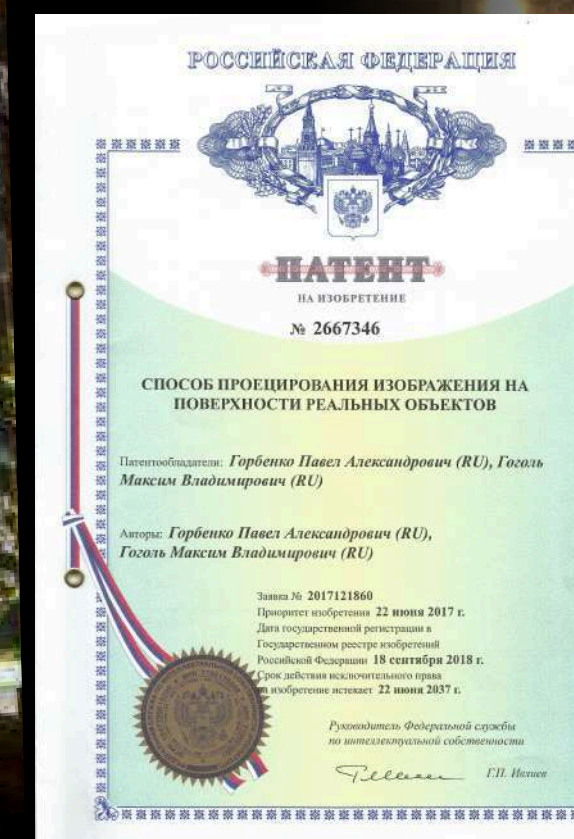 РОССИЙСКАЯ ФЕДЕРАЦИЯ
ПАТЕНТ
НА ИЗОБРЕТЕНИЕ
№ 2667346
СПОСОБ ПРОЕЦИРОВАНИЯ ИЗОБРАЖЕНИЯ НА
ПОВЕРХНОСТИ РЕАЛЬНЫХ ОБЪЕКТОВ
Патентообладатели: Горбенко Павел Александрович (RU), Гоголь
Максим Владимирович (RU)
Авторы: Горбенко Павел Александрович (RU),
Гоголь Максим Владимирович (RU)
Заявка № 2017121860
Приоритет изобретения 22 июня 2017 г.
Дата государственной регистрации в
Государственном реестре изобретений
Российской Федерации 18 сентября 2018 г.
Срок действия исключительного права
на изобретение истекает 22 июня 2037 г.
Руководитель Федеральной службы
по интеллектуальной собственности
Г.П. Ивлиев